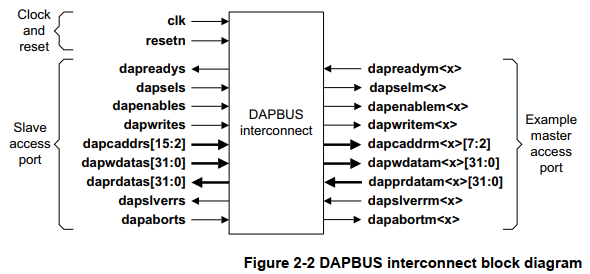 Clock
and
reset
clk
resetn
Slave
access
port
dapreadys
dapsels
dapenables
dapwrites
dapcaddrs[15:2]
dapwdatas[31:0]
daprdatas[31:0]
dapslverrs
dapaborts
DAPBUS
interconnect
dapreadym<x>
dapselm<x>
dapenablem<x>
dapwritem<x>
dapcaddrm<x>[7:2]
dapwdatam<x>[31:0]
dapprdatam<x>[31:0]
dapslverrm<x>
dapabortm<x>
Example
master
access
port
Figure 2-2 DAPBUS interconnect block diagram